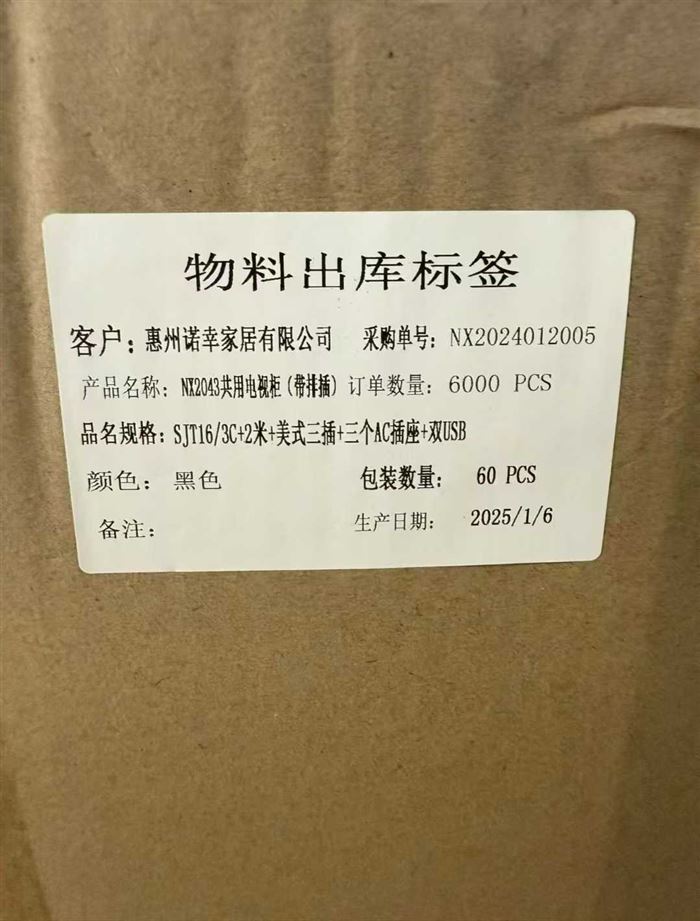 物料出库标签
客户：惠州诺幸家居有限公司 采购单号：NX2024012005
产品名称：NX2043共用电视柜（带排插）订单数量：6000 PCS
品名规格：SJT16/3C+2米+美式三插+三个AC插座+双USB
颜色：黑色 包装数量：60 PCS
备注： 生产日期：2025/1/6